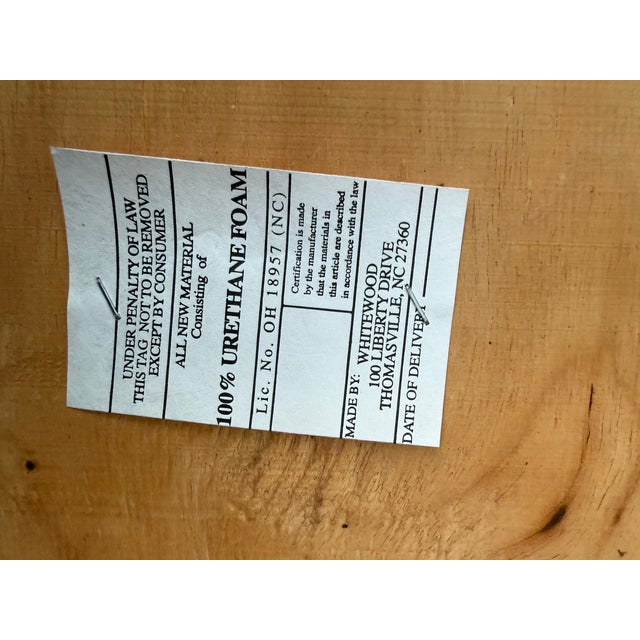 UNDER PENALTY OF LAW
THIS TAG NOT TO BE REMOVED
EXCEPT BY CONSUMER
ALL NEW MATERIAL
Consisting of
100% URETHANE FOAM
Lic. No. OH 18957 (NC)
Certification is made
by the manufacturer
that the materials in
this article are described
in accordance with the law
MADE BY: WHITEWOOD
100 LIBERTY DRIVE
THOMASVILLE, NC 27360
DATE OF DELIVERY